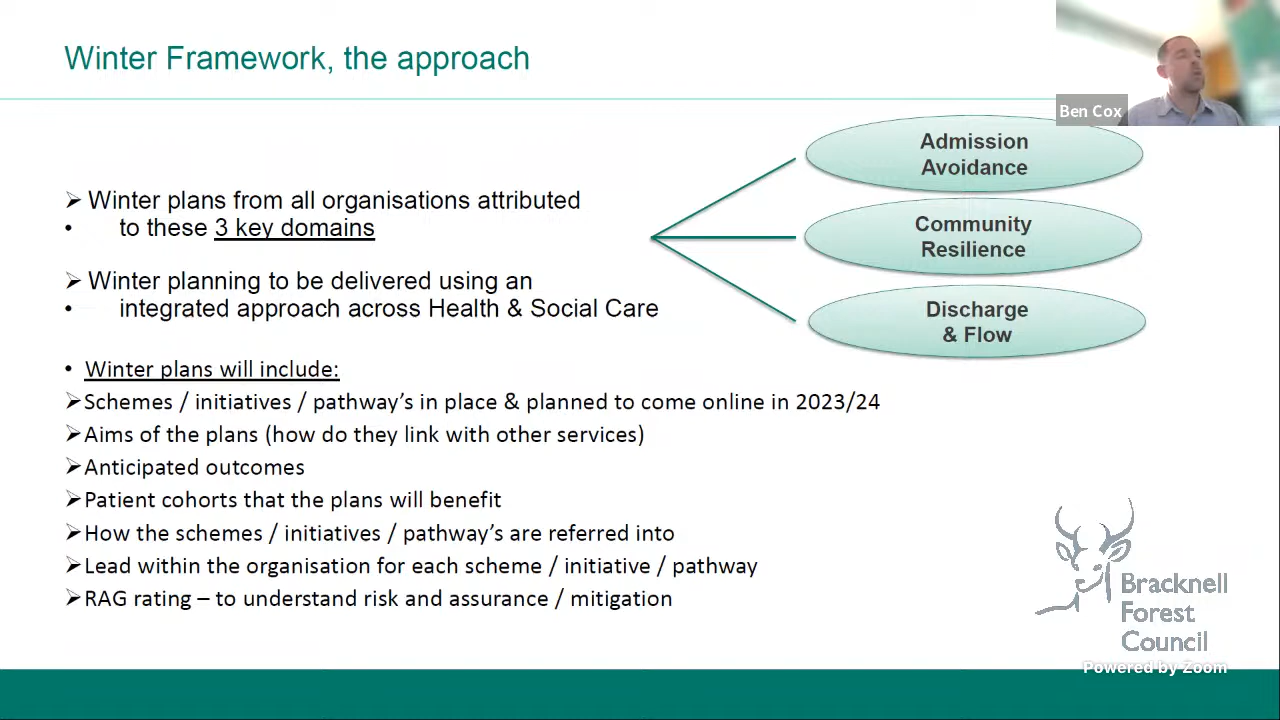 Winter Framework, the approach
Ben Cox
Admission
Avoidance
➢ Winter plans from all organisations attributed
• to these 3 key domains
Community
Resilience
➢ Winter planning to be delivered using an
• integrated approach across Health & Social Care
Discharge
& Flow
• Winter plans will include:
➢Schemes / initiatives / pathway's in place & planned to come online in 2023/24
➢Aims of the plans (how do they link with other services)
➢Anticipated outcomes
➢Patient cohorts that the plans will benefit
➢How the schemes / initiatives / pathway's are referred into
➢Lead within the organisation for each scheme / initiative / pathway
➢RAG rating – to understand risk and assurance / mitigation
Bracknell
Forest
Council
Powered by Zoom